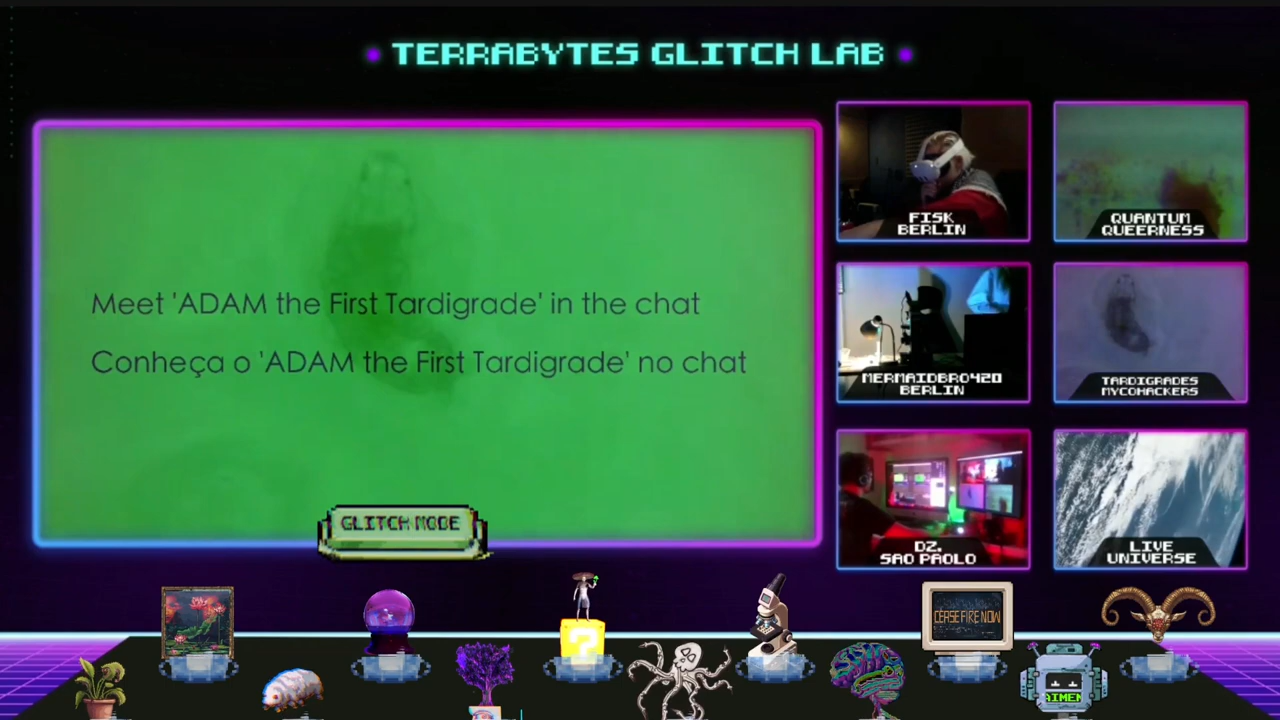 TERRABYTES GLITCH LAB
Meet 'ADAM the First Tardigrade' in the chat
Conheça o 'ADAM the First Tardigrade' no chat
GLITCH MODE
FISK
BERLIN
QUANTUM
QUEERNESS
MERMAIDBRO420
BERLIN
TARDIGRADES
MYCOHACKERS
DZ.
SAO PAOLO
LIVE
UNIVERSE
?
CEASE FIRE NOW